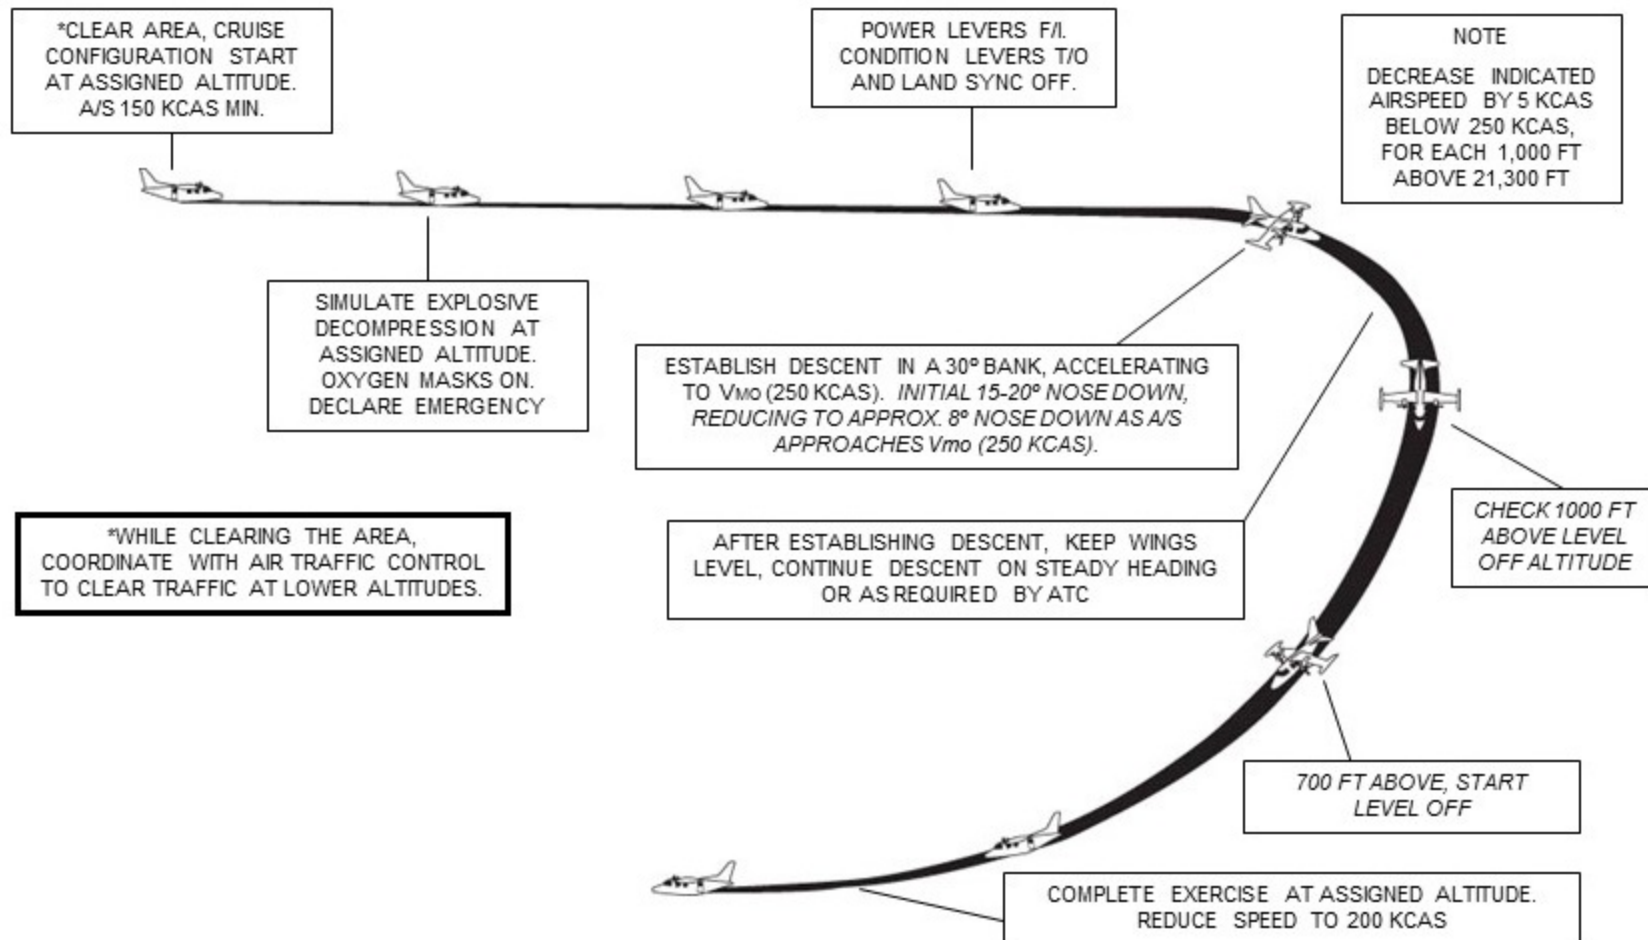 *CLEAR AREA, CRUISE
CONFIGURATION START
AT ASSIGNED ALTITUDE.
A/S 150 KCAS MIN.
POWER LEVERS F/I.
CONDITION LEVERS T/O
AND LAND SYNC OFF.
NOTE
DECREASE INDICATED
AIRSPEED BY 5 KCAS
BELOW 250 KCAS,
FOR EACH 1,000 FT
ABOVE 21,300 FT
SIMULATE EXPLOSIVE
DECOMPRESSION AT
ASSIGNED ALTITUDE.
OXYGEN MASKS ON.
DECLARE EMERGENCY
ESTABLISH DESCENT IN A 30º BANK, ACCELERATING
TO VMO (250 KCAS). INITIAL 15-20º NOSE DOWN,
REDUCING TO APPROX. 8º NOSE DOWN AS A/S
APPROACHES Vmo (250 KCAS).
CHECK 1000 FT
ABOVE LEVEL
OFF ALTITUDE
*WHILE CLEARING THE AREA,
COORDINATE WITH AIR TRAFFIC CONTROL
TO CLEAR TRAFFIC AT LOWER ALTITUDES.
AFTER ESTABLISHING DESCENT, KEEP WINGS
LEVEL, CONTINUE DESCENT ON STEADY HEADING
OR AS REQUIRED BY ATC
700 FT ABOVE, START
LEVEL OFF
COMPLETE EXERCISE AT ASSIGNED ALTITUDE.
REDUCE SPEED TO 200 KCAS